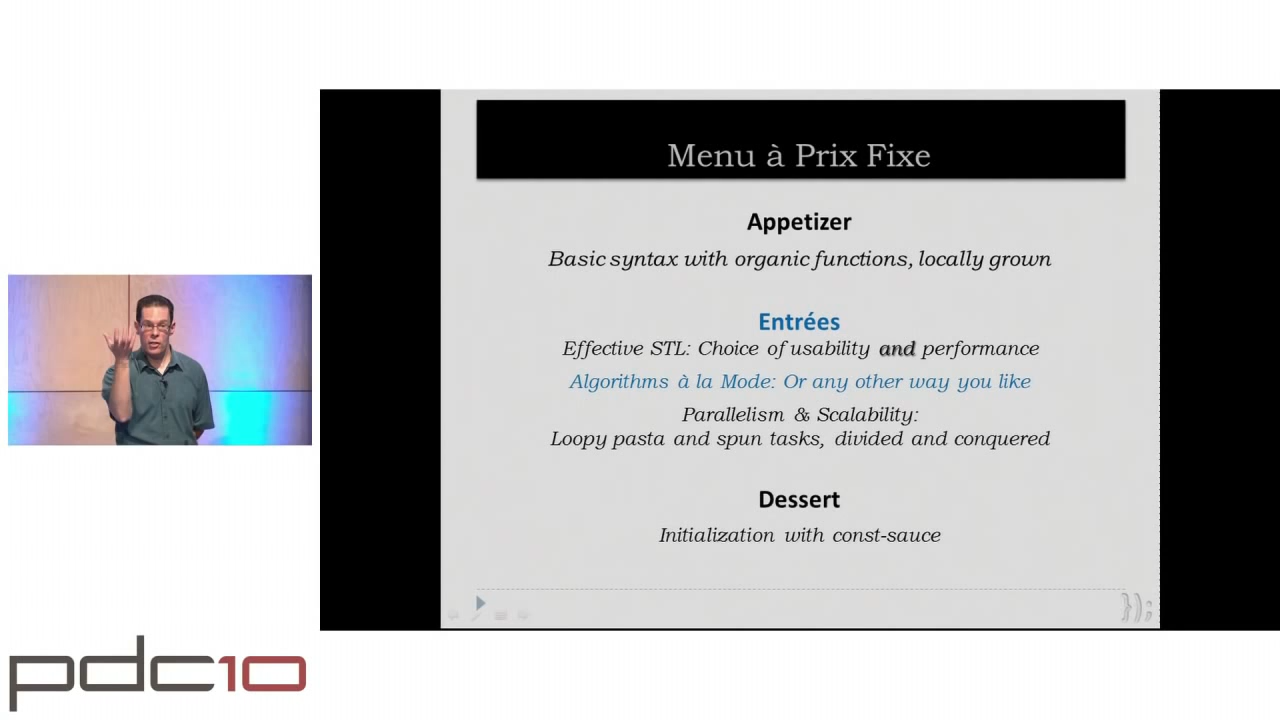 Menu à Prix Fixe
Appetizer
Basic syntax with organic functions, locally grown
Entrées
Effective STL: Choice of usability and performance
Algorithms à la Mode: Or any other way you like
Parallelism & Scalability:
Loopy pasta and spun tasks, divided and conquered
Dessert
Initialization with const-sauce
});
pdc10